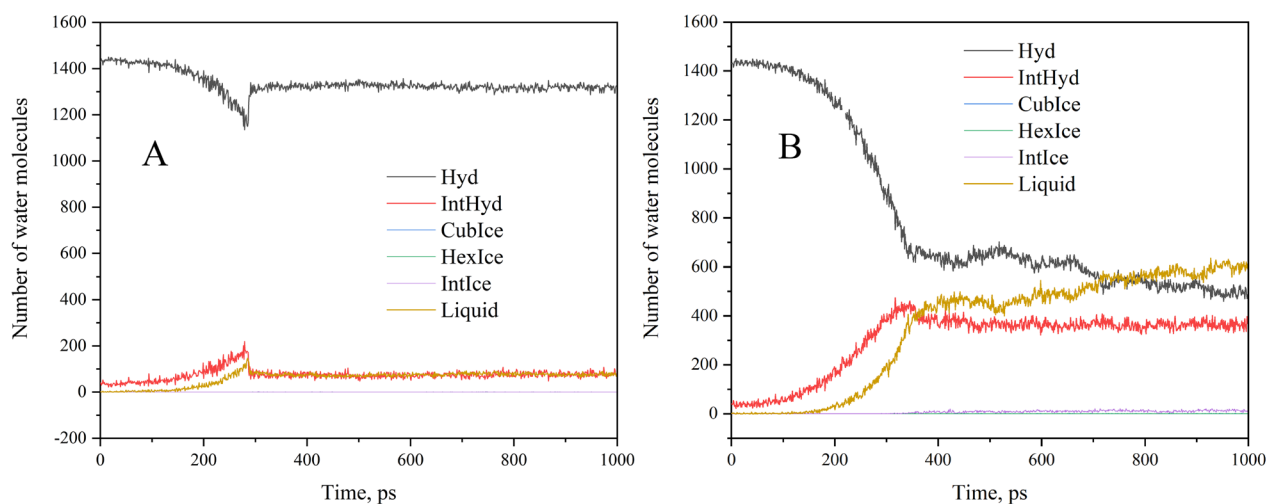 1600
1400
1200
1000
800
600
400
200
0
-200
Number of water molecules
A
Hyd
IntHyd
CubIce
HexIce
IntIce
Liquid
0
200
400
600
800
1000
Time, ps
1600
1400
1200
1000
800
600
400
200
0
Number of water molecules
B
Hyd
IntHyd
CubIce
HexIce
IntIce
Liquid
0
200
400
600
800
1000
Time, ps